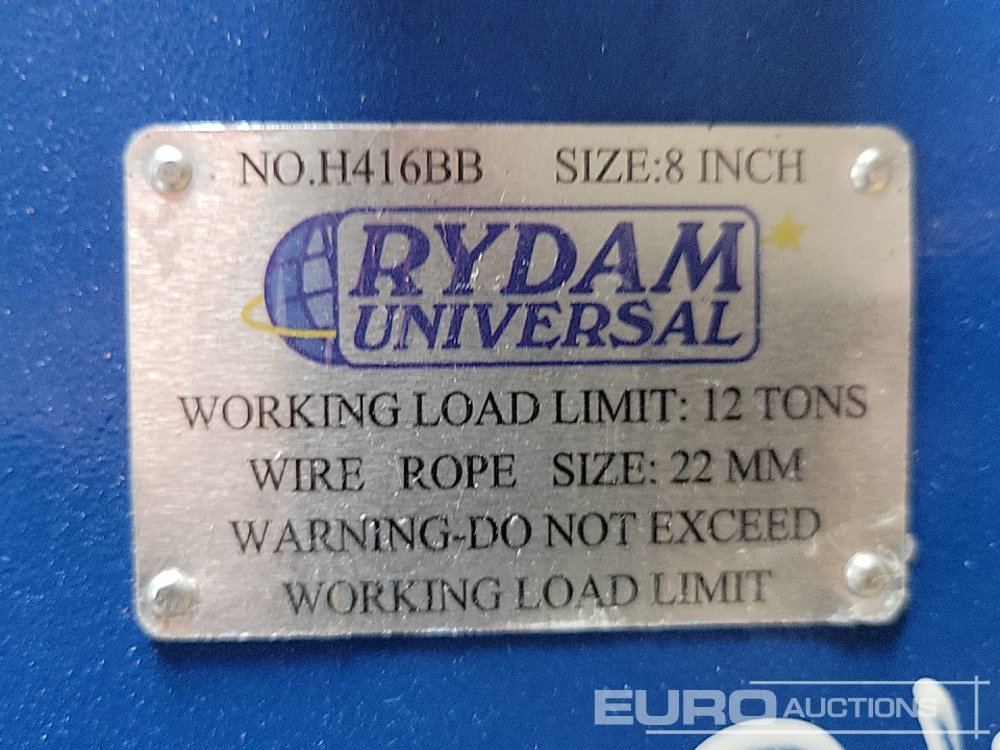 NO.H416BB SIZE:8 INCH
RYDAM
UNIVERSAL
WORKING LOAD LIMIT: 12 TONS
WIRE ROPE SIZE: 22 MM
WARNING-DO NOT EXCEED
WORKING LOAD LIMIT
EURO AUCTIONS